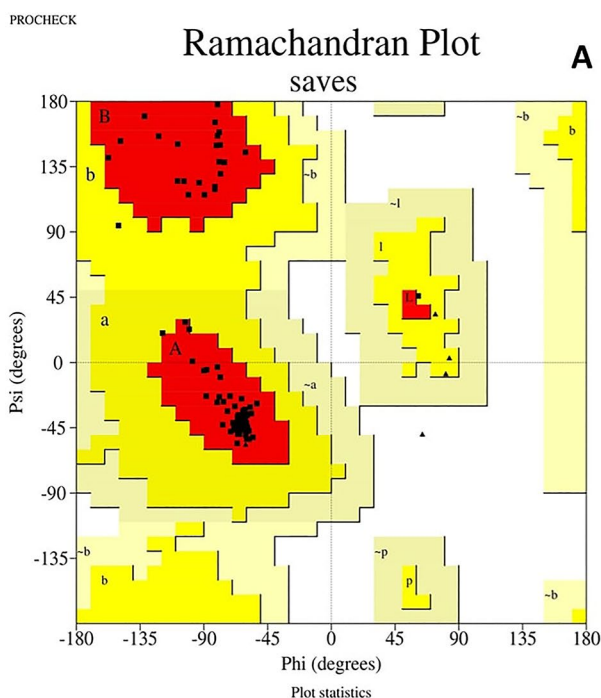 PROCHECK
Ramachandran Plot
saves
A
B
~b
b
b
~b
~l
l
L
a
A
~a
~b
~p
b
p
~b
180
135
90
45
0
-45
-90
-135
-180
-135
-90
-45
0
45
90
135
180
Psi (degrees)
Phi (degrees)
Plot statistics